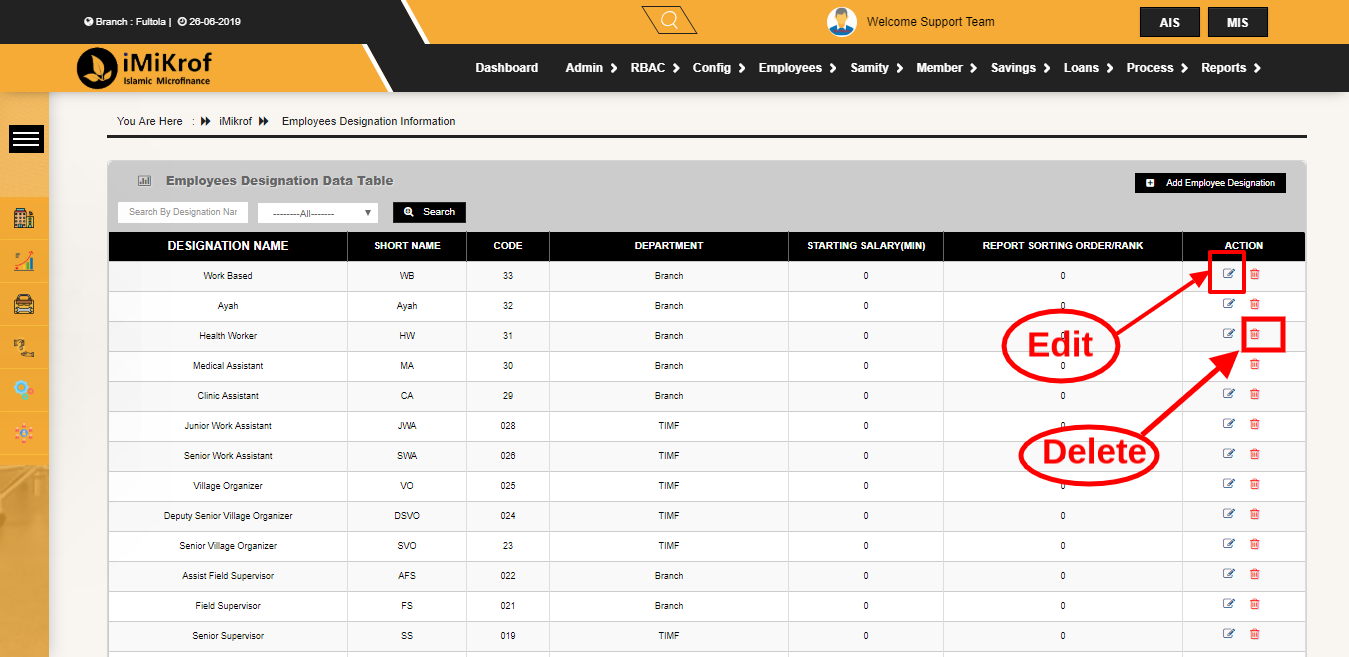 Branch : Fultola | 26-06-2019
Welcome Support Team
AIS MIS
iMiKrof
Islamic Microfinance
Dashboard Admin RBAC Config Employees Samity Member Savings Loans Process Reports
You Are Here : iMikrof Employees Designation Information
Employees Designation Data Table
Add Employee Designation
Search By Designation Nar --------All------- Search
DESIGNATION NAME SHORT NAME CODE DEPARTMENT STARTING SALARY(MIN) REPORT SORTING ORDER/RANK ACTION
Work Based WB 33 Branch 0 0
Ayah Ayah 32 Branch 0 0
Health Worker HW 31 Branch 0
Edit
Medical Assistant MA 30 Branch 0 0
Clinic Assistant CA 29 Branch 0 0
Junior Work Assistant JWA 028 TIMF 0 0
Senior Work Assistant SWA 026 TIMF 0
Delete
Village Organizer VO 025 TIMF 0 0
Deputy Senior Village Organizer DSVO 024 TIMF 0 0
Senior Village Organizer SVO 23 TIMF 0 0
Assist Field Supervisor AFS 022 Branch 0 0
Field Supervisor FS 021 Branch 0 0
Senior Supervisor SS 019 TIMF 0 0